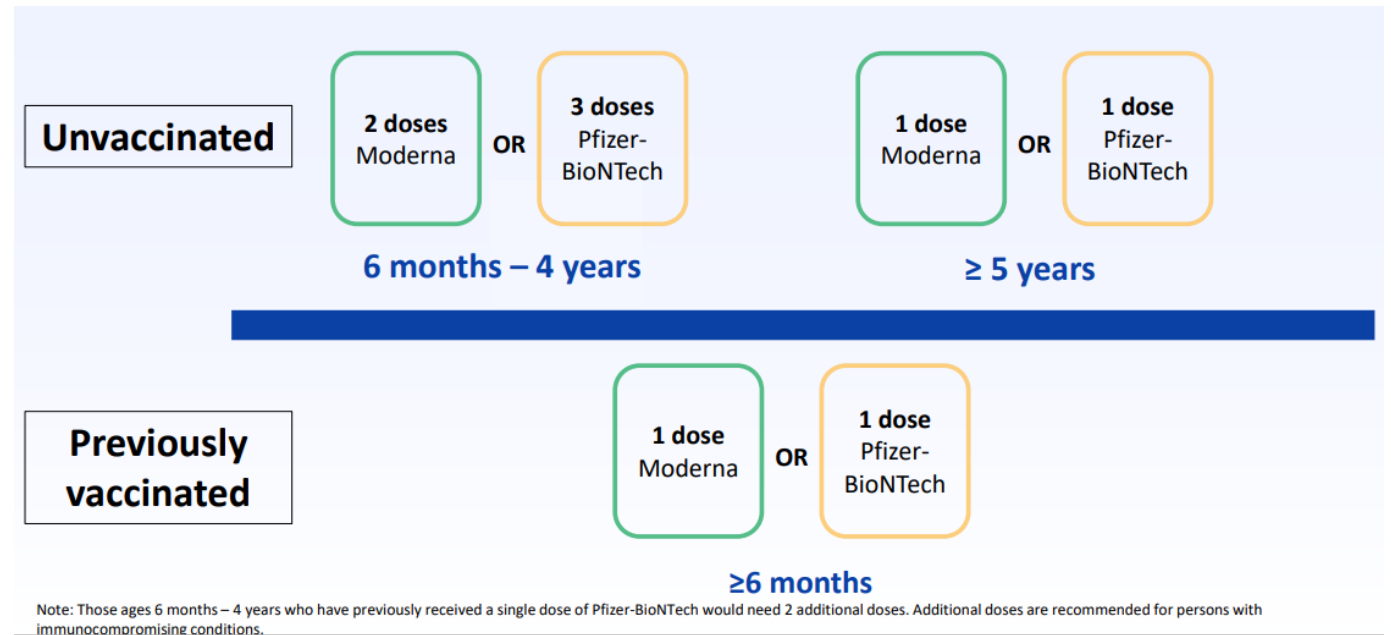 Unvaccinated
2 doses
Moderna
OR
3 doses
Pfizer-
BioNTech
1 dose
Moderna
OR
1 dose
Pfizer-
BioNTech
6 months – 4 years
≥ 5 years
Previously
vaccinated
1 dose
Moderna
OR
1 dose
Pfizer-
BioNTech
≥6 months
Note: Those ages 6 months – 4 years who have previously received a single dose of Pfizer-BioNTech would need 2 additional doses. Additional doses are recommended for persons with
immunocompromising conditions.